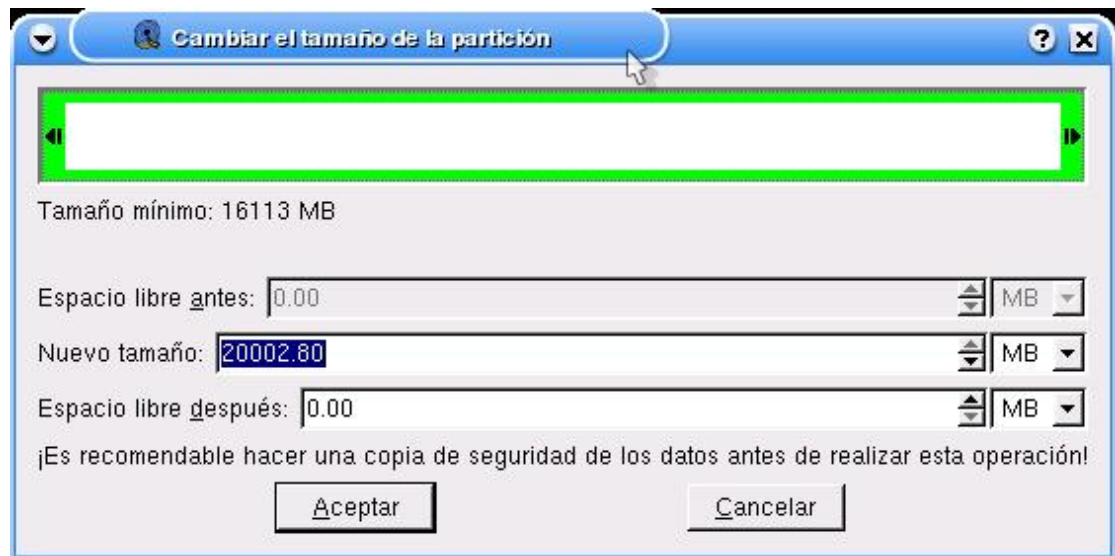 Cambiar el tamaño de la partición
Tamaño mínimo: 16113 MB
Espacio libre antes: 0.00 MB
Nuevo tamaño: 20002.80 MB
Espacio libre después: 0.00 MB
¡Es recomendable hacer una copia de seguridad de los datos antes de realizar esta operación!
Aceptar Cancelar